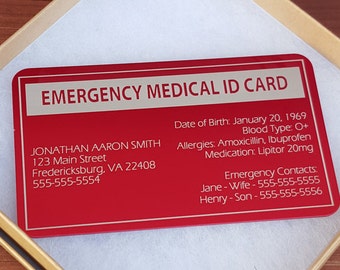 EMERGENCY MEDICAL ID CARD
JONATHAN AARON SMITH
123 Main Street
Fredericksburg, VA 22408
555-555-5554
Date of Birth: January 20, 1969
Blood Type: O+
Allergies: Amoxicillin, Ibuprofen
Medication: Lipitor 20mg
Emergency Contacts:
Jane - Wife - 555-555-5555
Henry - Son - 555-555-5556